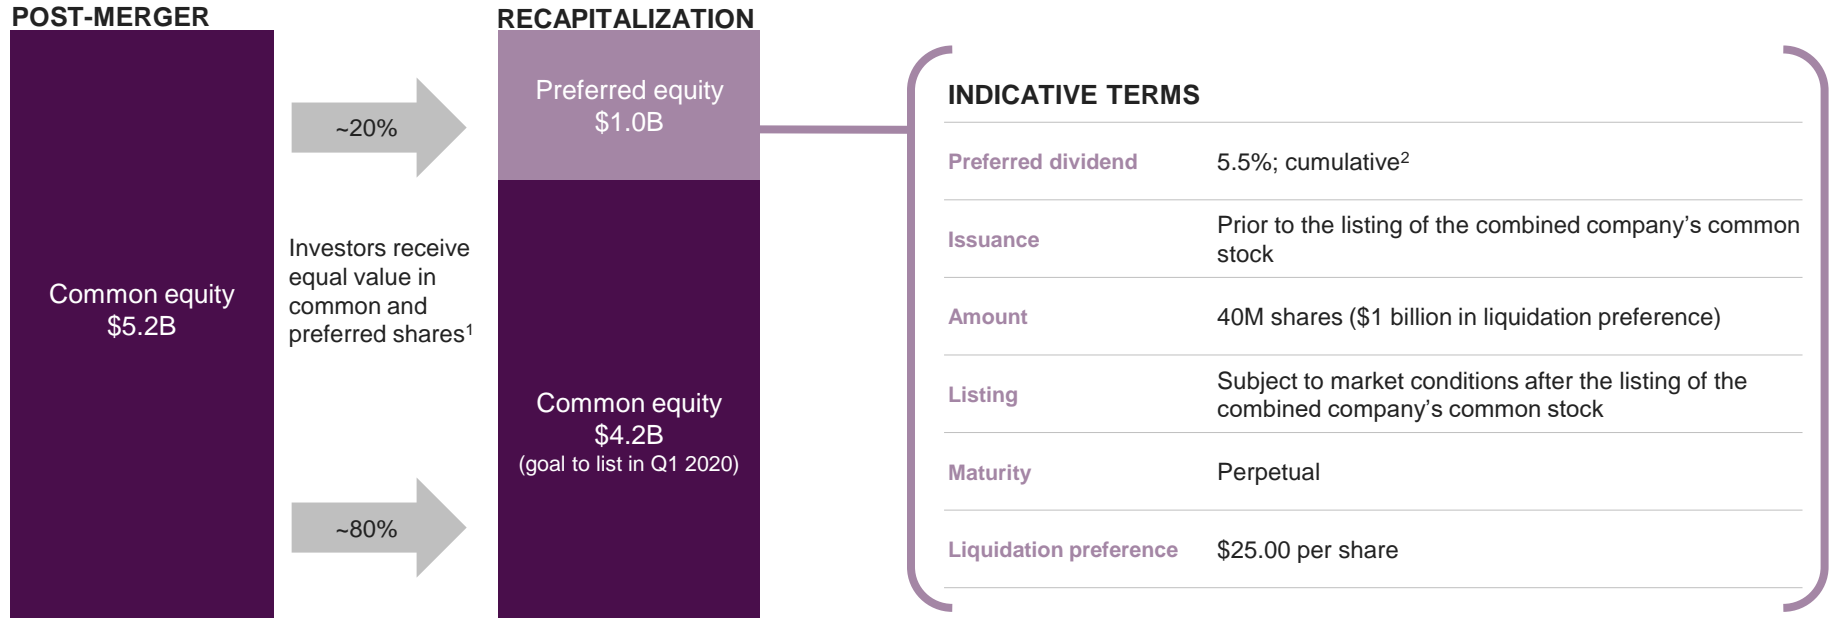 POST-MERGER
Common equity
$5.2B
~20%
Investors receive
equal value in
common and
preferred shares1
~80%
RECAPITALIZATION
Preferred equity
$1.0B
Common equity
$4.2B
(goal to list in Q1 2020)
INDICATIVE TERMS
Preferred dividend 5.5%; cumulative2
Issuance Prior to the listing of the combined company’s common
stock
Amount 40M shares ($1 billion in liquidation preference)
Listing Subject to market conditions after the listing of the
combined company’s common stock
Maturity Perpetual
Liquidation preference $25.00 per share